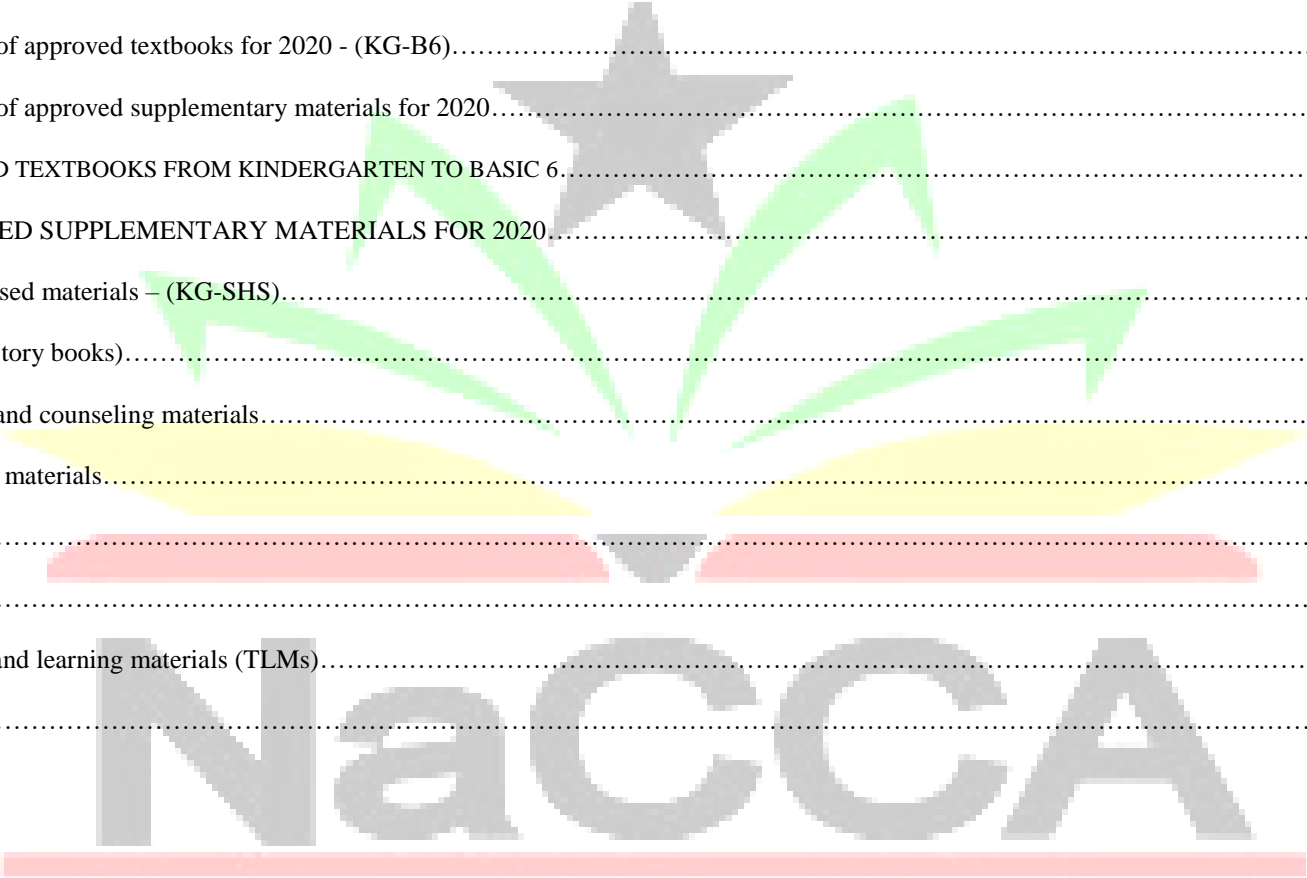 of approved textbooks for 2020 - (KG-B6)……………………………………………………………………………
of approved supplementary materials for 2020……………………………………………………………………………
D TEXTBOOKS FROM KINDERGARTEN TO BASIC 6……………………………………………………………………
ED SUPPLEMENTARY MATERIALS FOR 2020……………………………………………………………………
sed materials – (KG-SHS)……………………………………………………………………………………
tory books)………………………………………………………………………………………………
and counseling materials……………………………………………………………………………………
materials…………………………………………………………………………………………………
……………………………………………………………………………………………………………
……………………………………………………………………………………………………………
and learning materials (TLMs)………………………………………………………………………………
……………………………………………………………………………………………………………
NaCCA